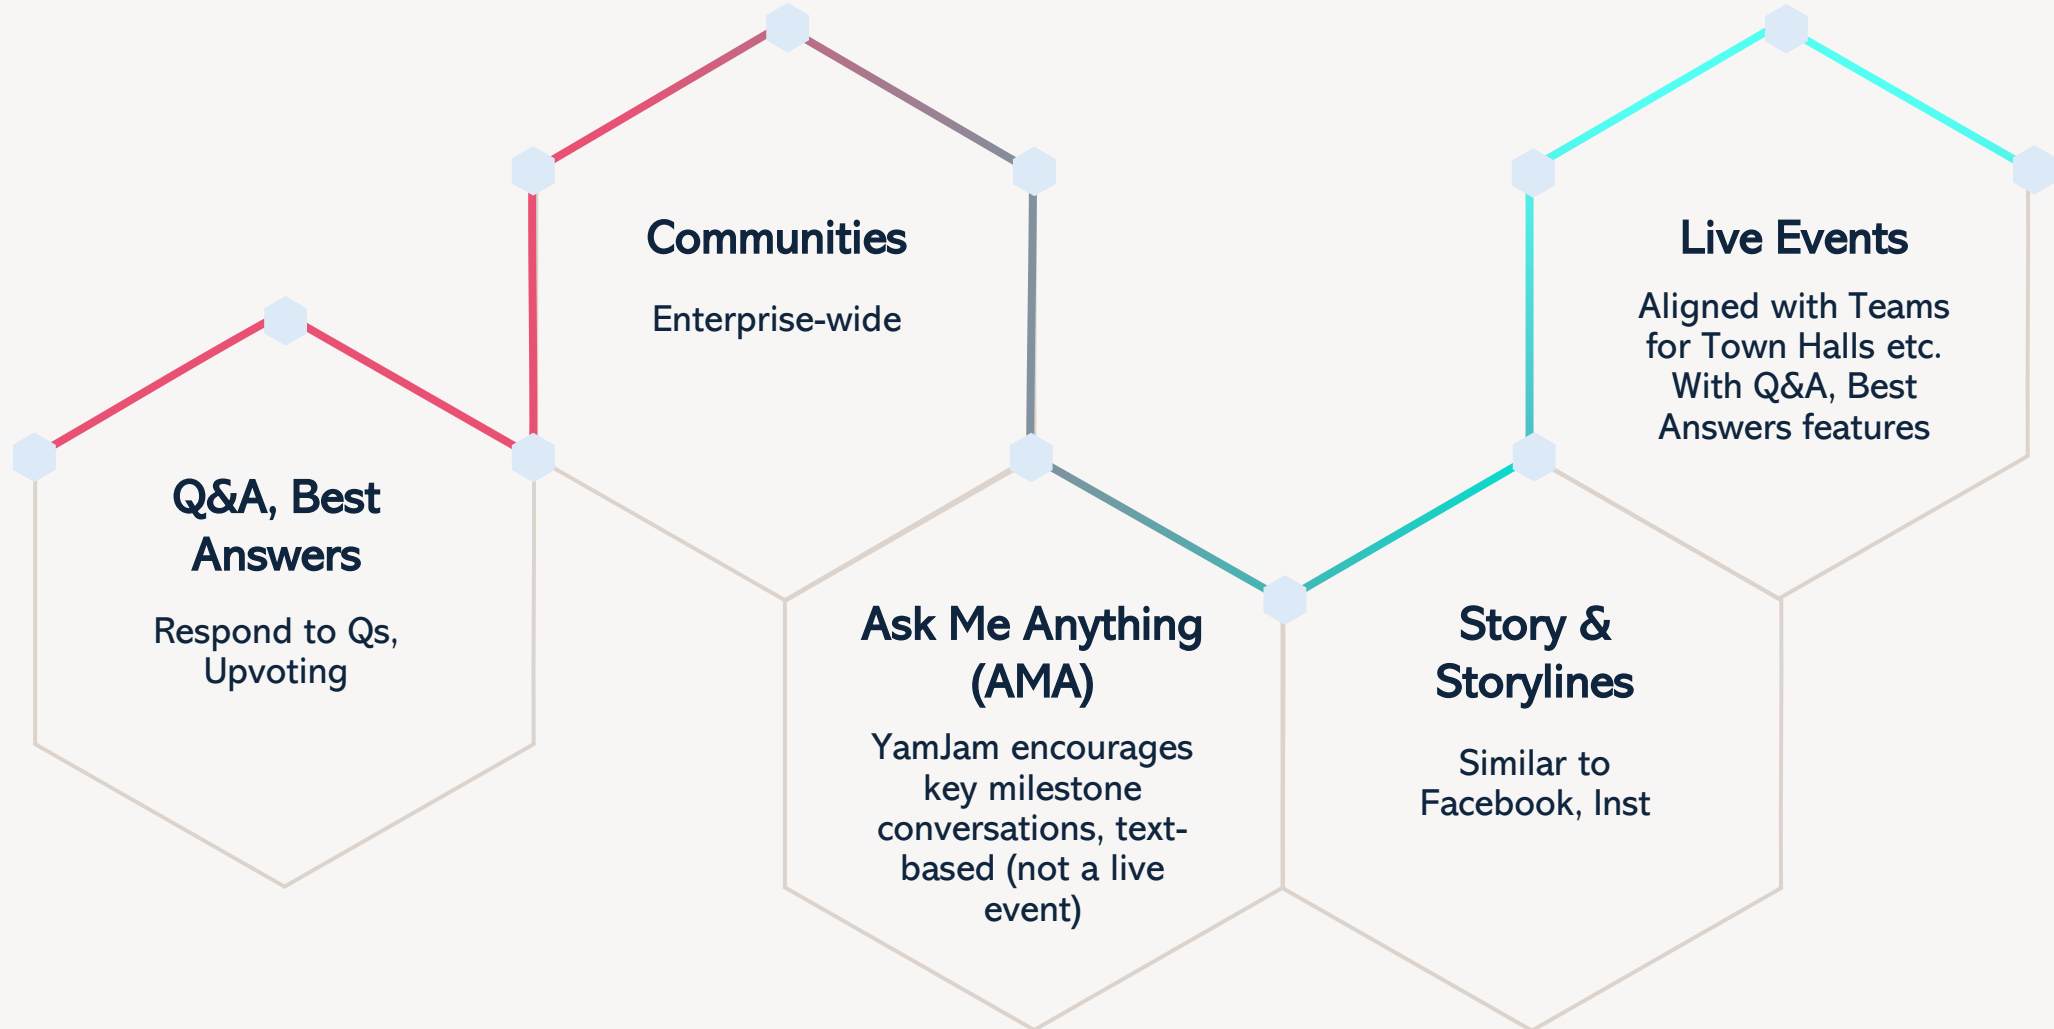 Q&A, Best
Answers
Respond to Qs,
Upvoting
Communities
Enterprise-wide
Ask Me Anything
(AMA)
YamJam encourages
key milestone
conversations, text-
based (not a live
event)
Story &
Storylines
Similar to
Facebook, Inst
Live Events
Aligned with Teams
for Town Halls etc.
With Q&A, Best
Answers features